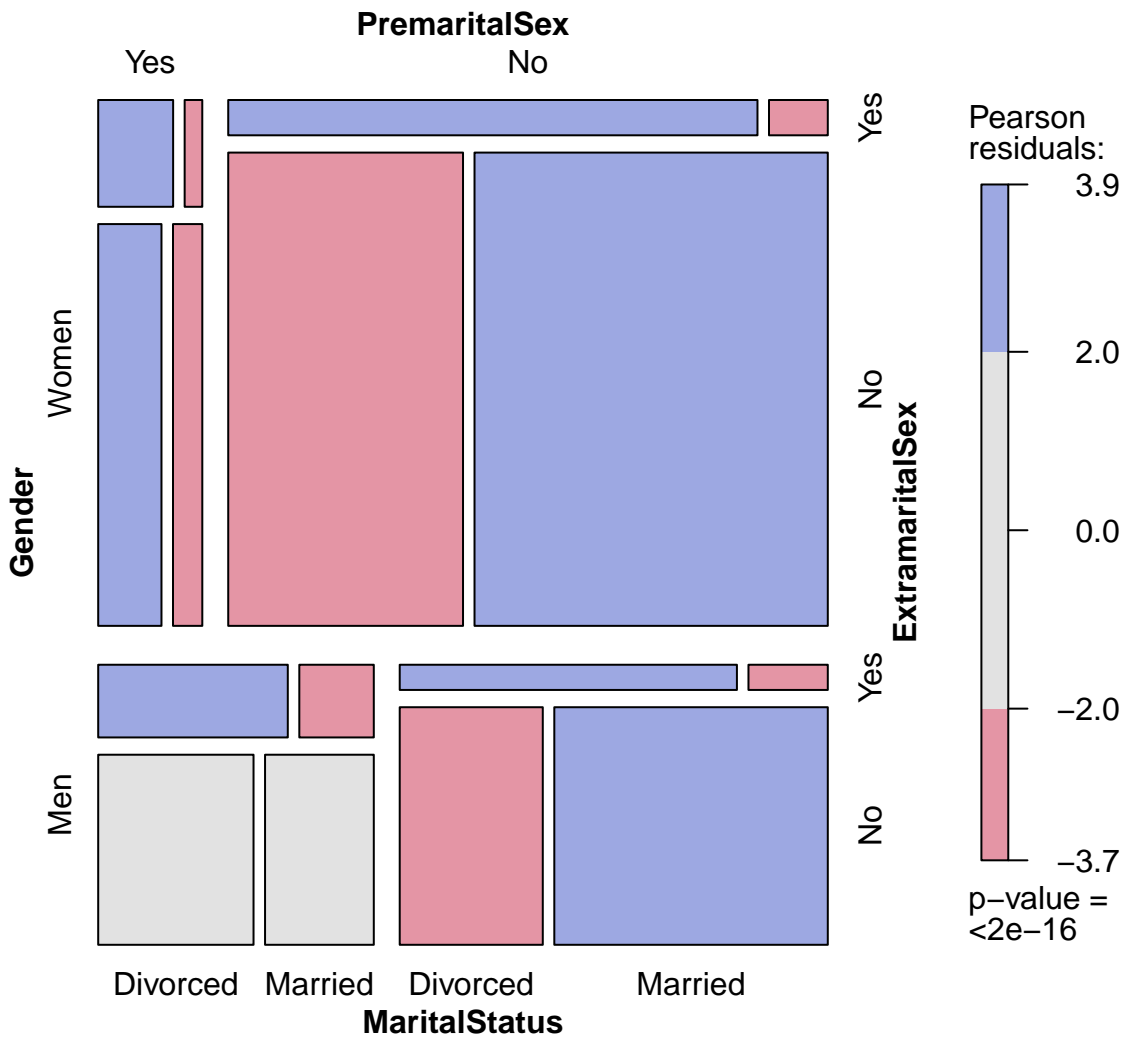 PremaritalSex
Yes
No
Yes
Pearson
residuals:
3.9
2.0
0.0
−2.0
−3.7
p−value =
<2e−16
Women
No
Gender
ExtramaritalSex
Yes
Men
No
Divorced
Married
Divorced
Married
MaritalStatus